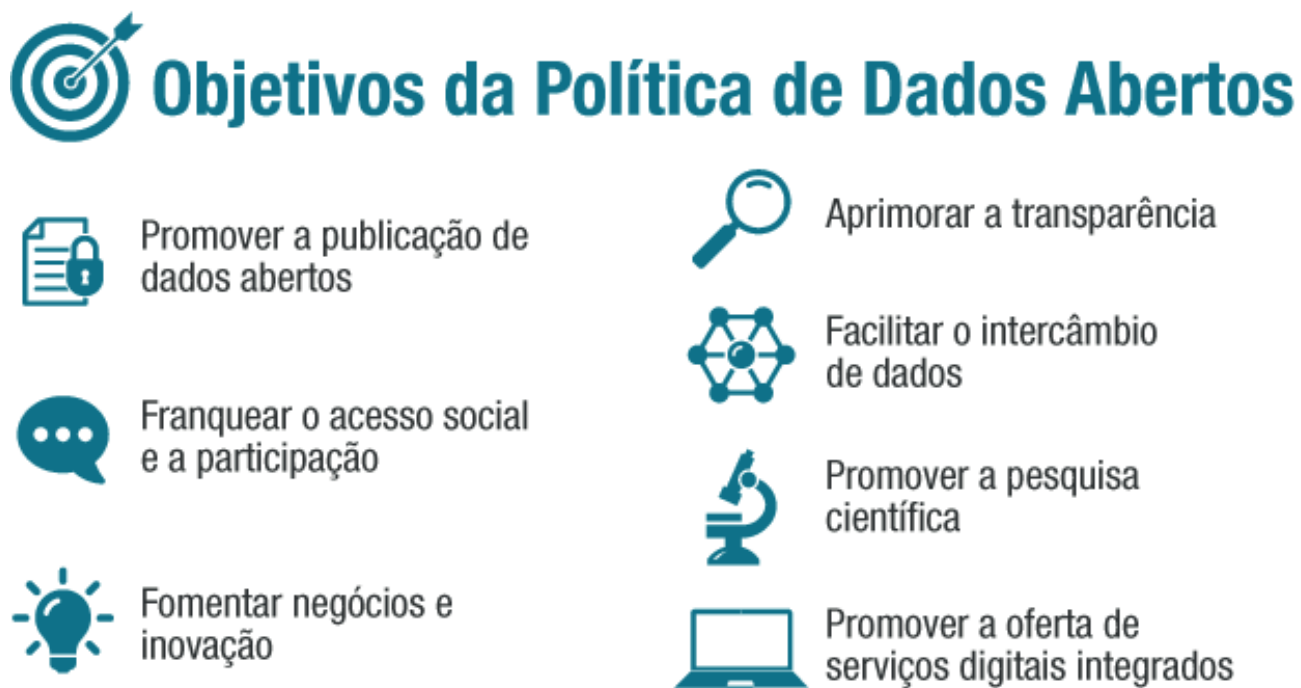 Objetivos da Política de Dados Abertos
Promover a publicação de
dados abertos
Franquear o acesso social
e a participação
Fomentar negócios e
inovação
Aprimorar a transparência
Facilitar o intercâmbio
de dados
Promover a pesquisa
científica
Promover a oferta de
serviços digitais integrados